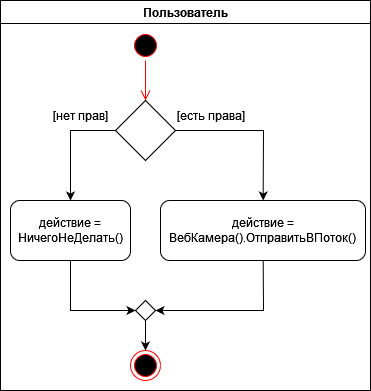 Пользователь
[нет прав]
[есть права]
действие =
НичегоНеДелать()
действие =
ВебКамера().ОтправитьВПоток()